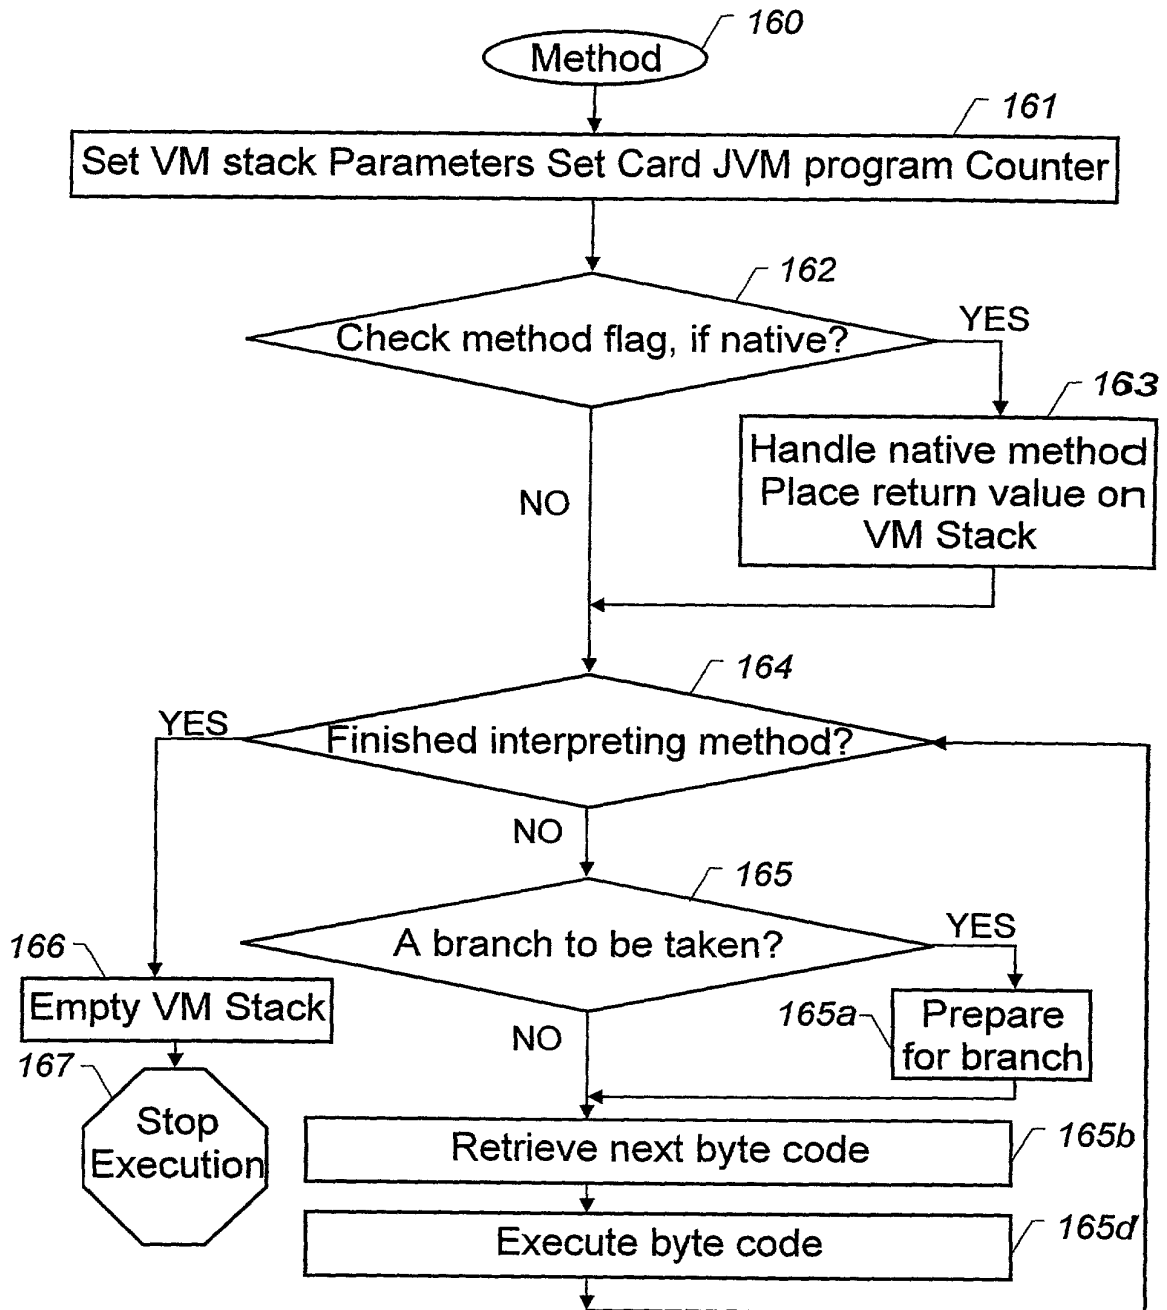 160
Method
161
Set VM stack Parameters Set Card JVM program Counter
162
Check method flag, if native?
YES
163
Handle native method
Place return value on
VM Stack
NO
164
YES
Finished interpreting method?
NO
165
A branch to be taken?
YES
166
Empty VM Stack
165a
Prepare
for branch
NO
167
Stop
Execution
Retrieve next byte code
165b
Execute byte code
165d